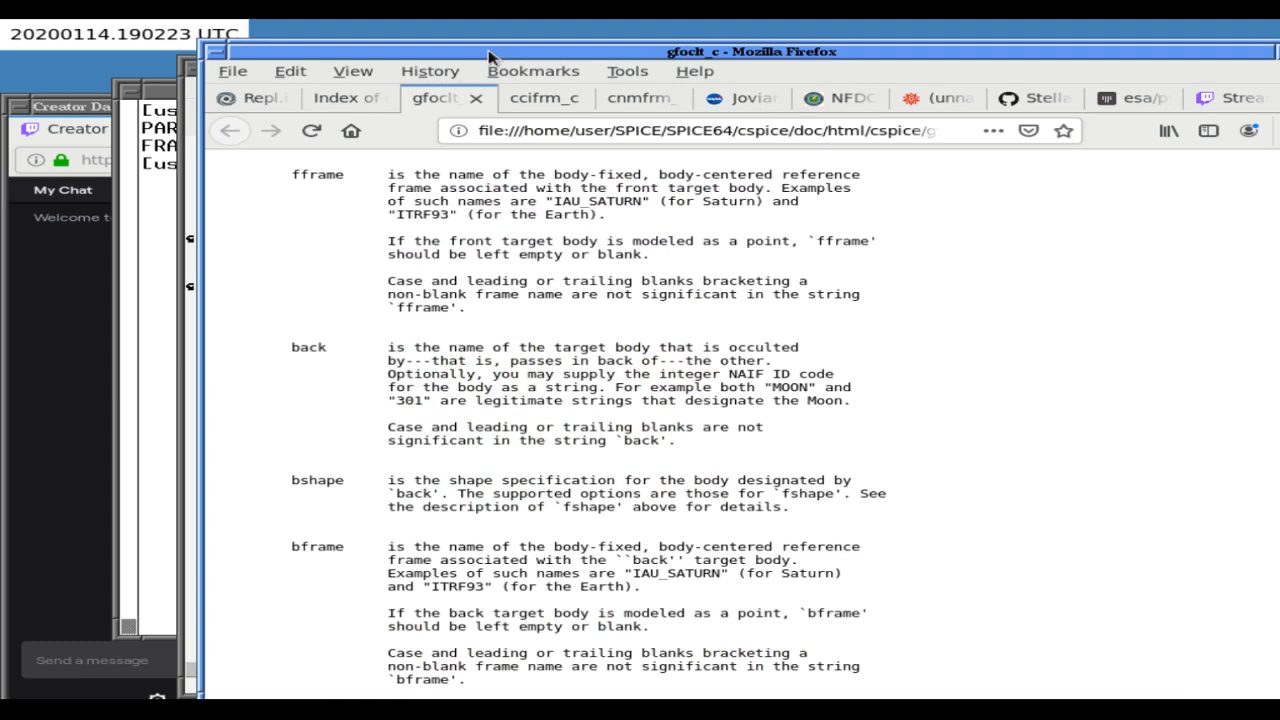 20200114.190223 UTC
gfoclt_c - Mozilla Firefox
File Edit View History Bookmarks Tools Help
Creator Da
Repl. Index of gfoclt_ ccifrm_c cnmfrm_ Jovia NFDC (unna Stella esa/p Strea
Creator
file:///home/user/SPICE/SPICE64/cspice/doc/html/cspice/g
http
My Chat
Welcome t
[us
PAR
FRA
[us
fframe is the name of the body-fixed, body-centered reference
frame associated with the front target body. Examples
of such names are "IAU_SATURN" (for Saturn) and
"ITRF93" (for the Earth).
If the front target body is modeled as a point, `fframe'
should be left empty or blank.
Case and leading or trailing blanks bracketing a
non-blank frame name are not significant in the string
`fframe'.
back is the name of the target body that is occulted
by---that is, passes in back of---the other.
Optionally, you may supply the integer NAIF ID code
for the body as a string. For example both "MOON" and
"301" are legitimate strings that designate the Moon.
Case and leading or trailing blanks are not
significant in the string `back'.
bshape is the shape specification for the body designated by
`back'. The supported options are those for `fshape'. See
the description of `fshape' above for details.
bframe is the name of the body-fixed, body-centered reference
frame associated with the ``back'' target body.
Examples of such names are "IAU_SATURN" (for Saturn)
and "ITRF93" (for the Earth).
If the back target body is modeled as a point, `bframe'
should be left empty or blank.
Case and leading or trailing blanks bracketing a
non-blank frame name are not significant in the string
`bframe'.
Send a message